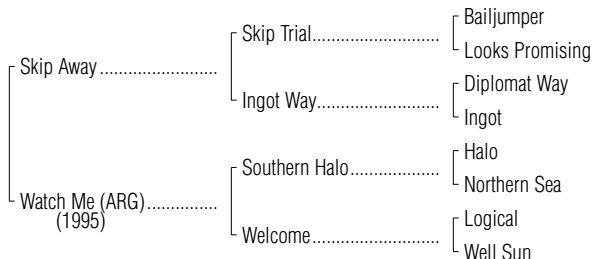 Bailjumper
Skip Trial
Looks Promising
Skip Away
Diplomat Way
Ingot Way
Ingot
Halo
Southern Halo
Northern Sea
Watch Me (ARG)
(1995)
Logical
Welcome
Well Sun